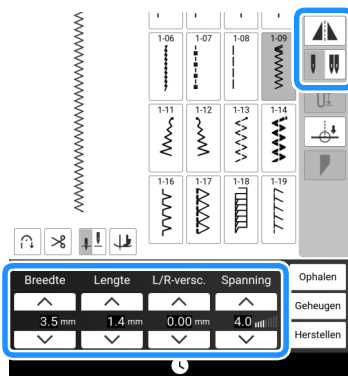 1-06 1-07 1-08 1-09
1-11 1-12 1-13 1-14
1-16 1-17 1-18 1-19
Breedte Lengte L/R-versc. Spanning
3.5 mm 1.4 mm 0.00 mm 4.0
Ophalen
Geheugen
Herstellen